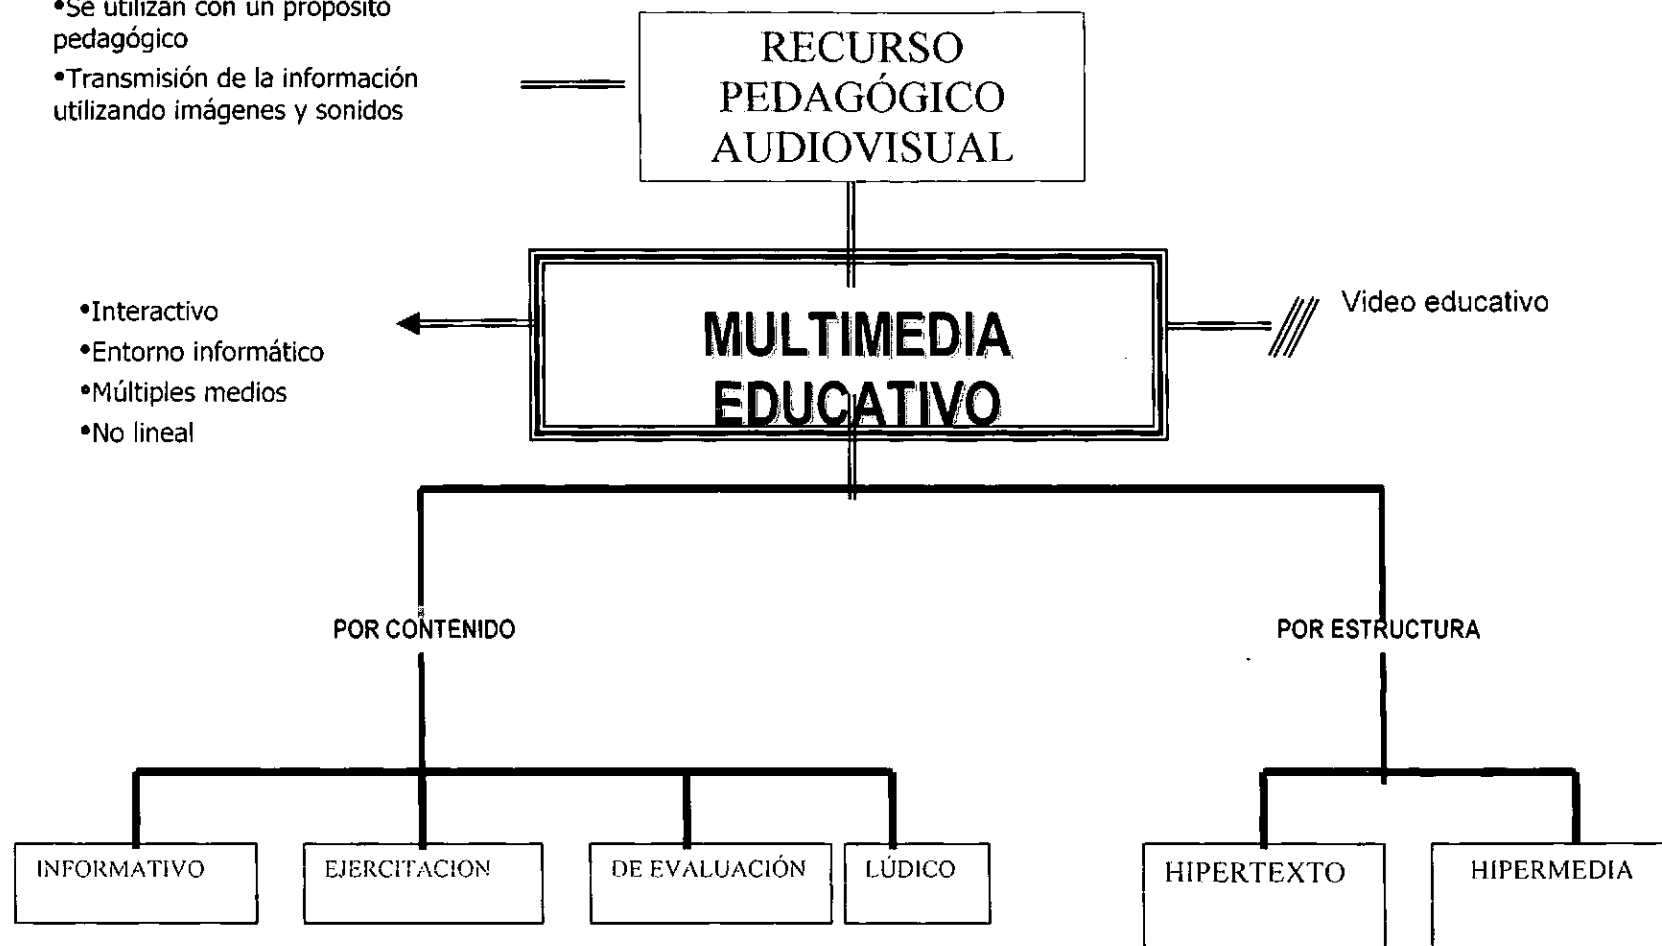 •Se utilizan con un propósito
pedagógico
•Transmisión de la información
utilizando imágenes y sonidos
RECURSO
PEDAGÓGICO
AUDIOVISUAL
•Interactivo
•Entorno informático
•Múltiples medios
•No lineal
MULTIMEDIA
EDUCATIVO
Video educativo
POR CONTENIDO
POR ESTRUCTURA
INFORMATIVO
EJERCITACION
DE EVALUACIÓN
LÚDICO
HIPERTEXTO
HIPERMEDIA